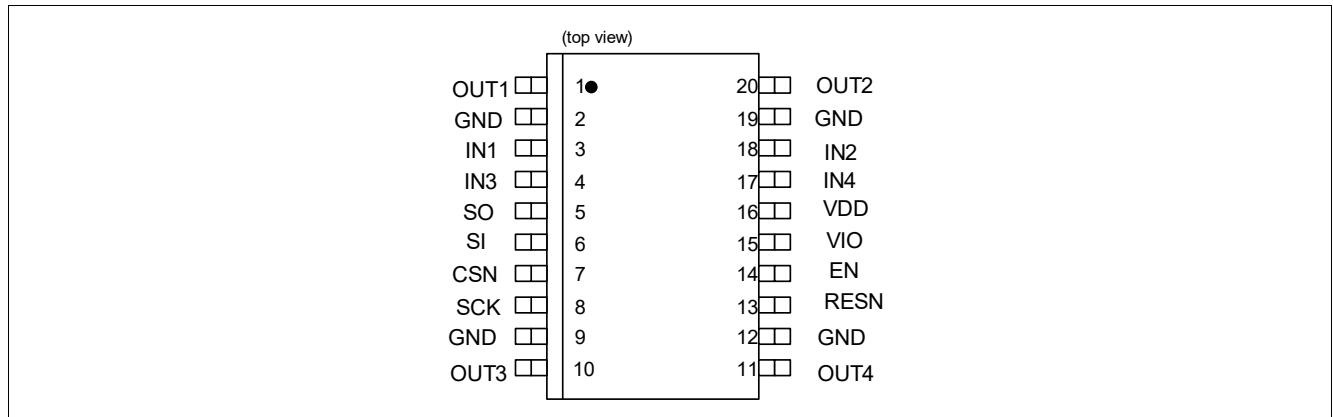 (top view)
OUT1 1 20 OUT2
GND 2 19 GND
IN1 3 18 IN2
IN3 4 17 IN4
SO 5 16 VDD
SI 6 15 VIO
CSN 7 14 EN
SCK 8 13 RESN
GND 9 12 GND
OUT3 10 11 OUT4